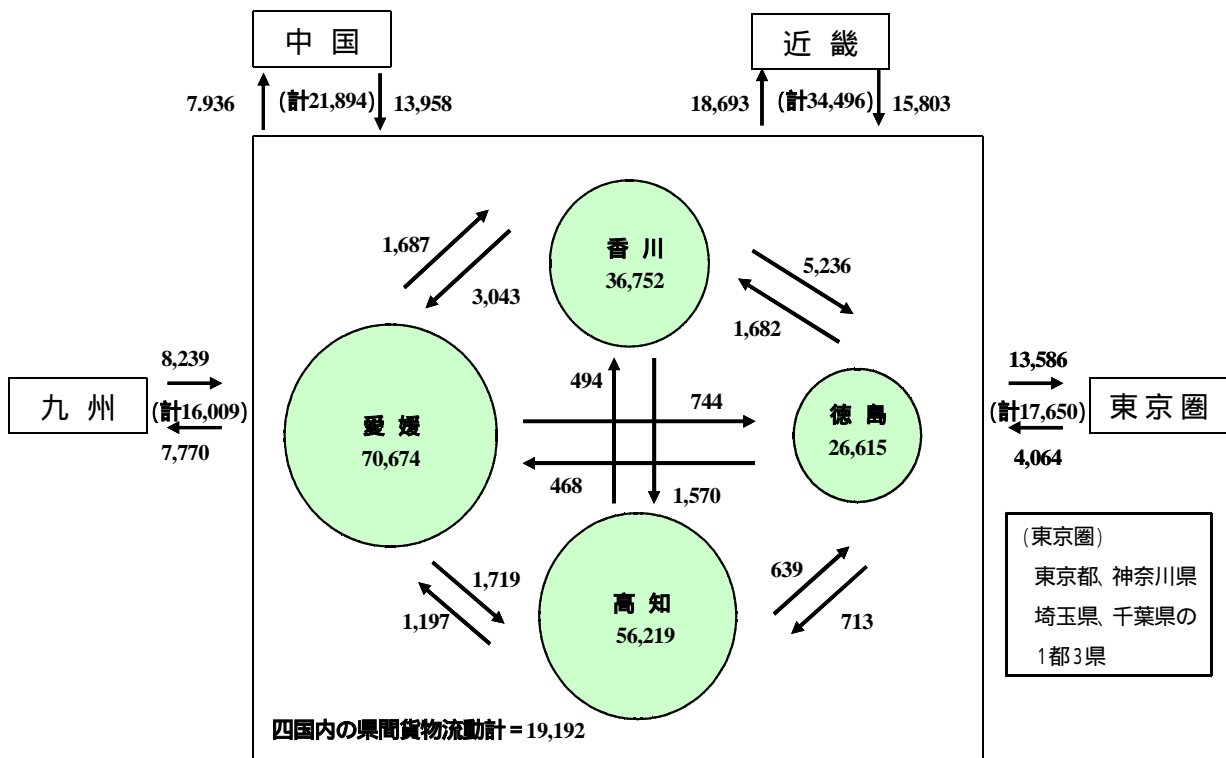 中国
近畿
7.936
(計21,894)
13,958
18,693
(計34,496)
15,803
香川
36,752
1,687
3,043
5,236
1,682
8,239
九州
(計16,009)
7,770
愛媛
70,674
494
744
468
1,570
徳島
26,615
13,586
(計17,650)
東京圏
4,064
1,719
1,197
高知
56,219
639
713
(東京圏)
東京都、神奈川県
埼玉県、千葉県の
1都3県
四国内の県間貨物流動計=19,192